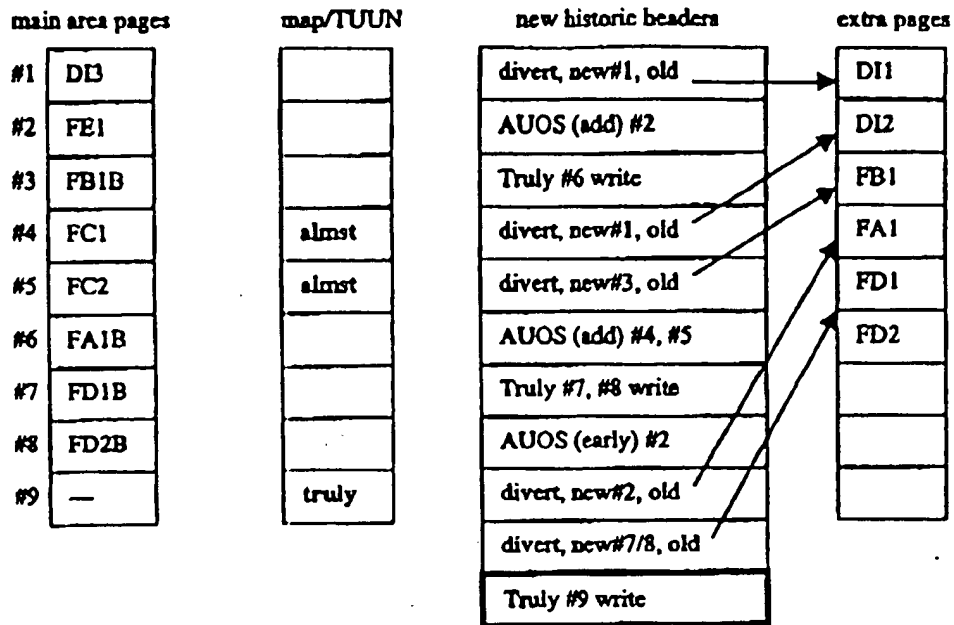 main area pages
map/TUUN
new historic headers
extra pages
#1 DI3
divert, new#1, old
DI1
#2 FE1
AUOS (add) #2
DI2
#3 FB1B
Truly #6 write
FB1
#4 FC1
almst
divert, new#1, old
FA1
#5 FC2
almst
divert, new#3, old
FD1
#6 FA1B
AUOS (add) #4, #5
FD2
#7 FD1B
Truly #7, #8 write
#8 FD2B
AUOS (early) #2
#9 —
truly
divert, new#2, old
divert, new#7/8, old
Truly #9 write